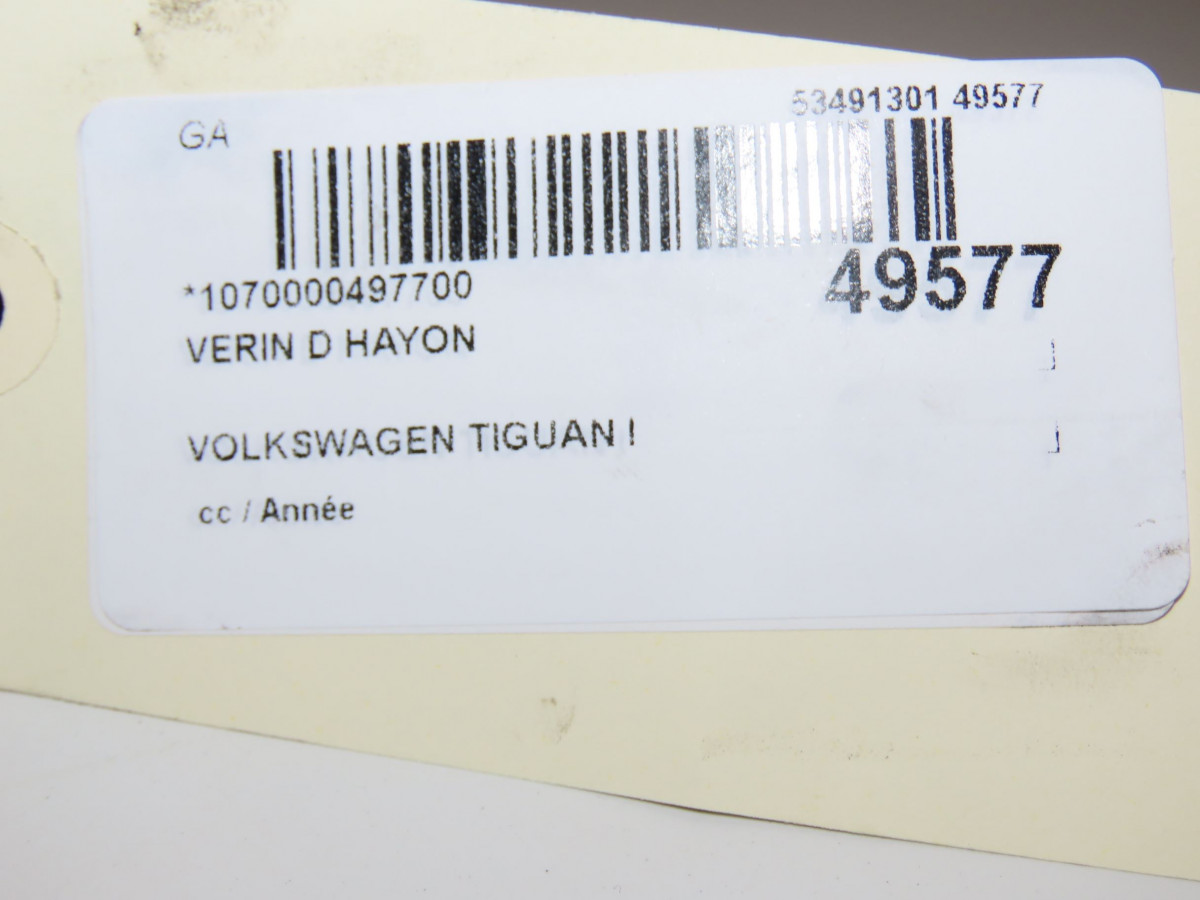 53491301 49577
GA
*1070000497700
49577
VERIN D HAYON
VOLKSWAGEN TIGUAN I
cc / Année